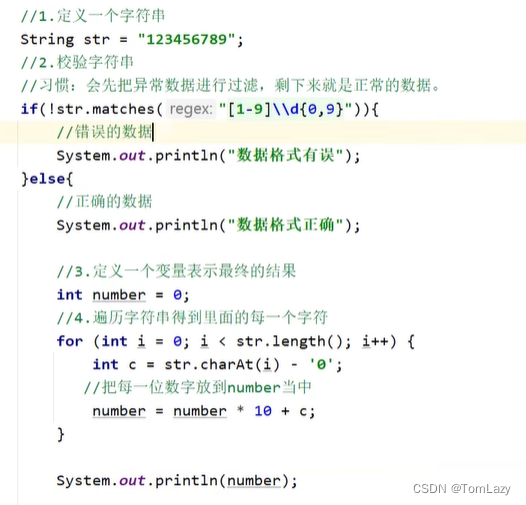 //1.定义一个字符串
String str = "123456789";
//2.校验字符串
//习惯：会先把异常数据进行过滤，剩下来就是正常的数据。
if(!str.matches( regex: "[1-9]\\d{0,9}")){
//错误的数据
System.out.println("数据格式有误");
}else{
//正确的数据
System.out.println("数据格式正确");
//3.定义一个变量表示最终的结果
int number = 0;
//4.遍历字符串得到里面的每一个字符
for (int i = 0; i < str.length(); i++) {
int c = str.charAt(i) - '0';
//把每一位数字放到number当中
number = number * 10 + c;
}
System.out.println(number);
CSDN @TomLazy